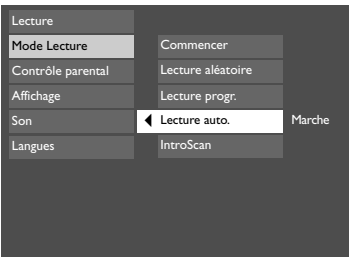 Lecture
Mode Lecture
Commencer
Contrôle parental
Lecture aléatoire
Affichage
Lecture progr.
Son
Lecture auto.
Marche
Langues
IntroScan